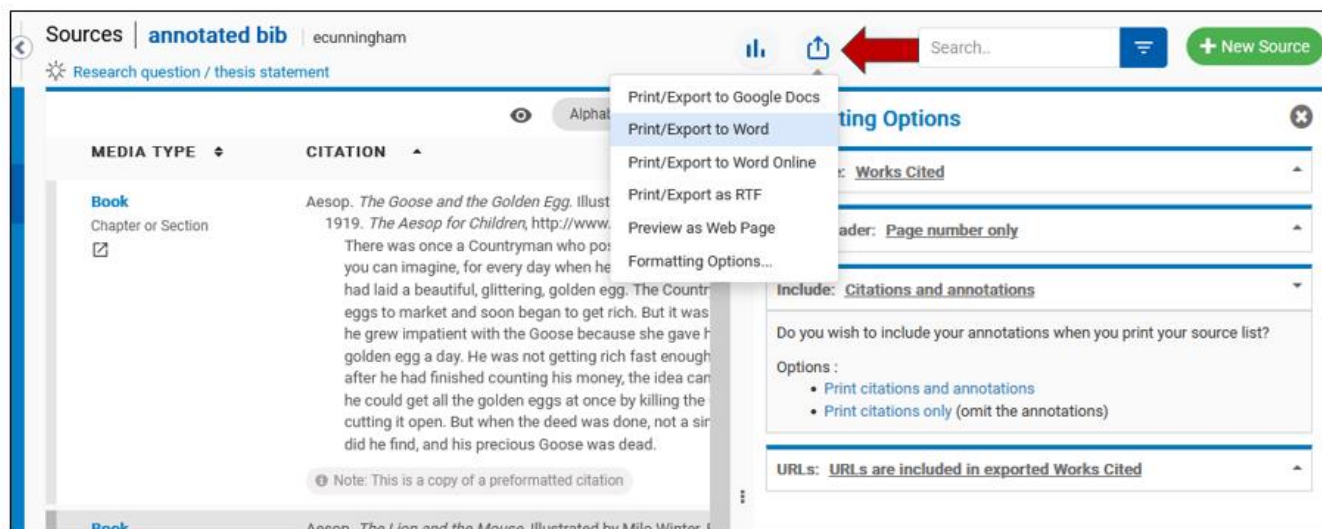 Sources | annotated bib | ecunningham
Search..
+ New Source
Research question / thesis statement
Print/Export to Google Docs
Print/Export to Word
Print/Export to Word Online
Print/Export as RTF
Preview as Web Page
Formatting Options...
Alphab
MEDIA TYPE
CITATION
Book
Chapter or Section
Aesop. The Goose and the Golden Egg. Illust
1919. The Aesop for Children, http://www.
There was once a Countryman who pos
you can imagine, for every day when he
had laid a beautiful, glittering, golden egg. The Countr
eggs to market and soon began to get rich. But it was
he grew impatient with the Goose because she gave h
golden egg a day. He was not getting rich fast enough
after he had finished counting his money, the idea can
he could get all the golden eggs at once by killing the
cutting it open. But when the deed was done, not a sin
did he find, and his precious Goose was dead.
Note: This is a copy of a preformatted citation
Book
Aesop. The Lion and the Mouse. Illustrated by Milo Winter,
ting Options
: Works Cited
ader: Page number only
Include: Citations and annotations
Do you wish to include your annotations when you print your source list?
Options :
• Print citations and annotations
• Print citations only (omit the annotations)
URLs: URLs are included in exported Works Cited